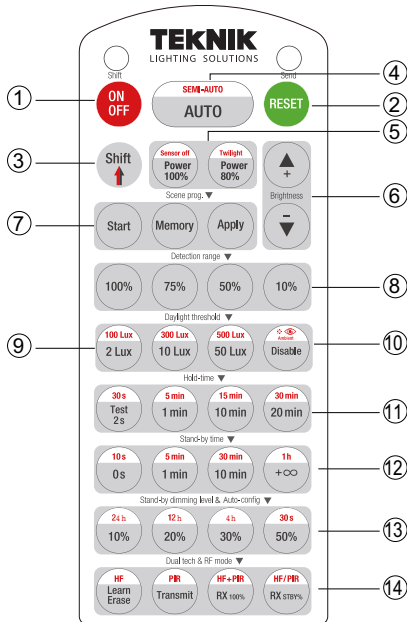 TEKNIK
LIGHTING SOLUTIONS
Shift
Send
① ON OFF
SEMI-AUTO
AUTO
④
RESET
②
⑤
③ Shift
Sensor off
Power 100%
Twilight
Power 80%
+
Brightness
−
⑥
Scene prog. ▼
⑦ Start Memory Apply
Detection range ▼
100% 75% 50% 10% ⑧
Daylight threshold ▼
100 Lux 300 Lux 500 Lux Ambient
⑨ 2 Lux 10 Lux 50 Lux Disable ⑩
Hold-time ▼
30 s 5 min 15 min 30 min
Test 2 s 1 min 10 min 20 min ⑪
Stand-by time ▼
10 s 5 min 30 min 1 h
0 s 1 min 10 min +∞ ⑫
Stand-by dimming level & Auto-config ▼
24 h 12 h 4 h 30 s
10% 20% 30% 50% ⑬
Dual tech & RF mode ▼
HF PIR HF+PIR HF/PIR
Learn Erase Transmit RX 100% RX STBY% ⑭